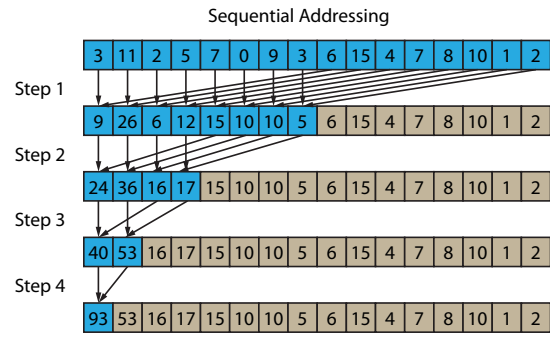 Sequential Addressing
3 11 2 5 7 0 9 3 6 15 4 7 8 10 1 2
Step 1
9 26 6 12 15 10 10 5 6 15 4 7 8 10 1 2
Step 2
24 36 16 17 15 10 10 5 6 15 4 7 8 10 1 2
Step 3
40 53 16 17 15 10 10 5 6 15 4 7 8 10 1 2
Step 4
93 53 16 17 15 10 10 5 6 15 4 7 8 10 1 2